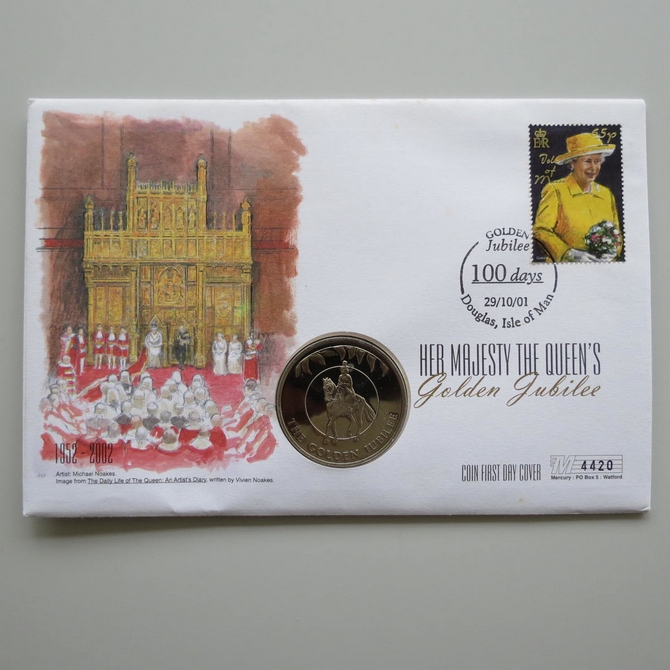 65p
ER
Isle
of
Man
GOLDEN
Jubilee
100 days
29/10/01
Douglas, Isle of Man
HER MAJESTY THE QUEEN'S
Golden Jubilee
THE GOLDEN JUBILEE
1952 - 2002
COIN FIRST DAY COVER
M 4420
Mercury : PO Box 5 : Watford
Artist: Michael Noakes.
Image from The Daily Life of The Queen: An Artist's Diary, written by Vivien Noakes.